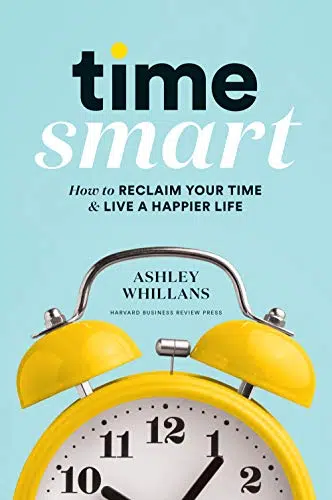 time
smart
How to RECLAIM YOUR TIME
& LIVE A HAPPIER LIFE
ASHLEY
WHILLANS
HARVARD BUSINESS REVIEW PRESS
12
11 1
10